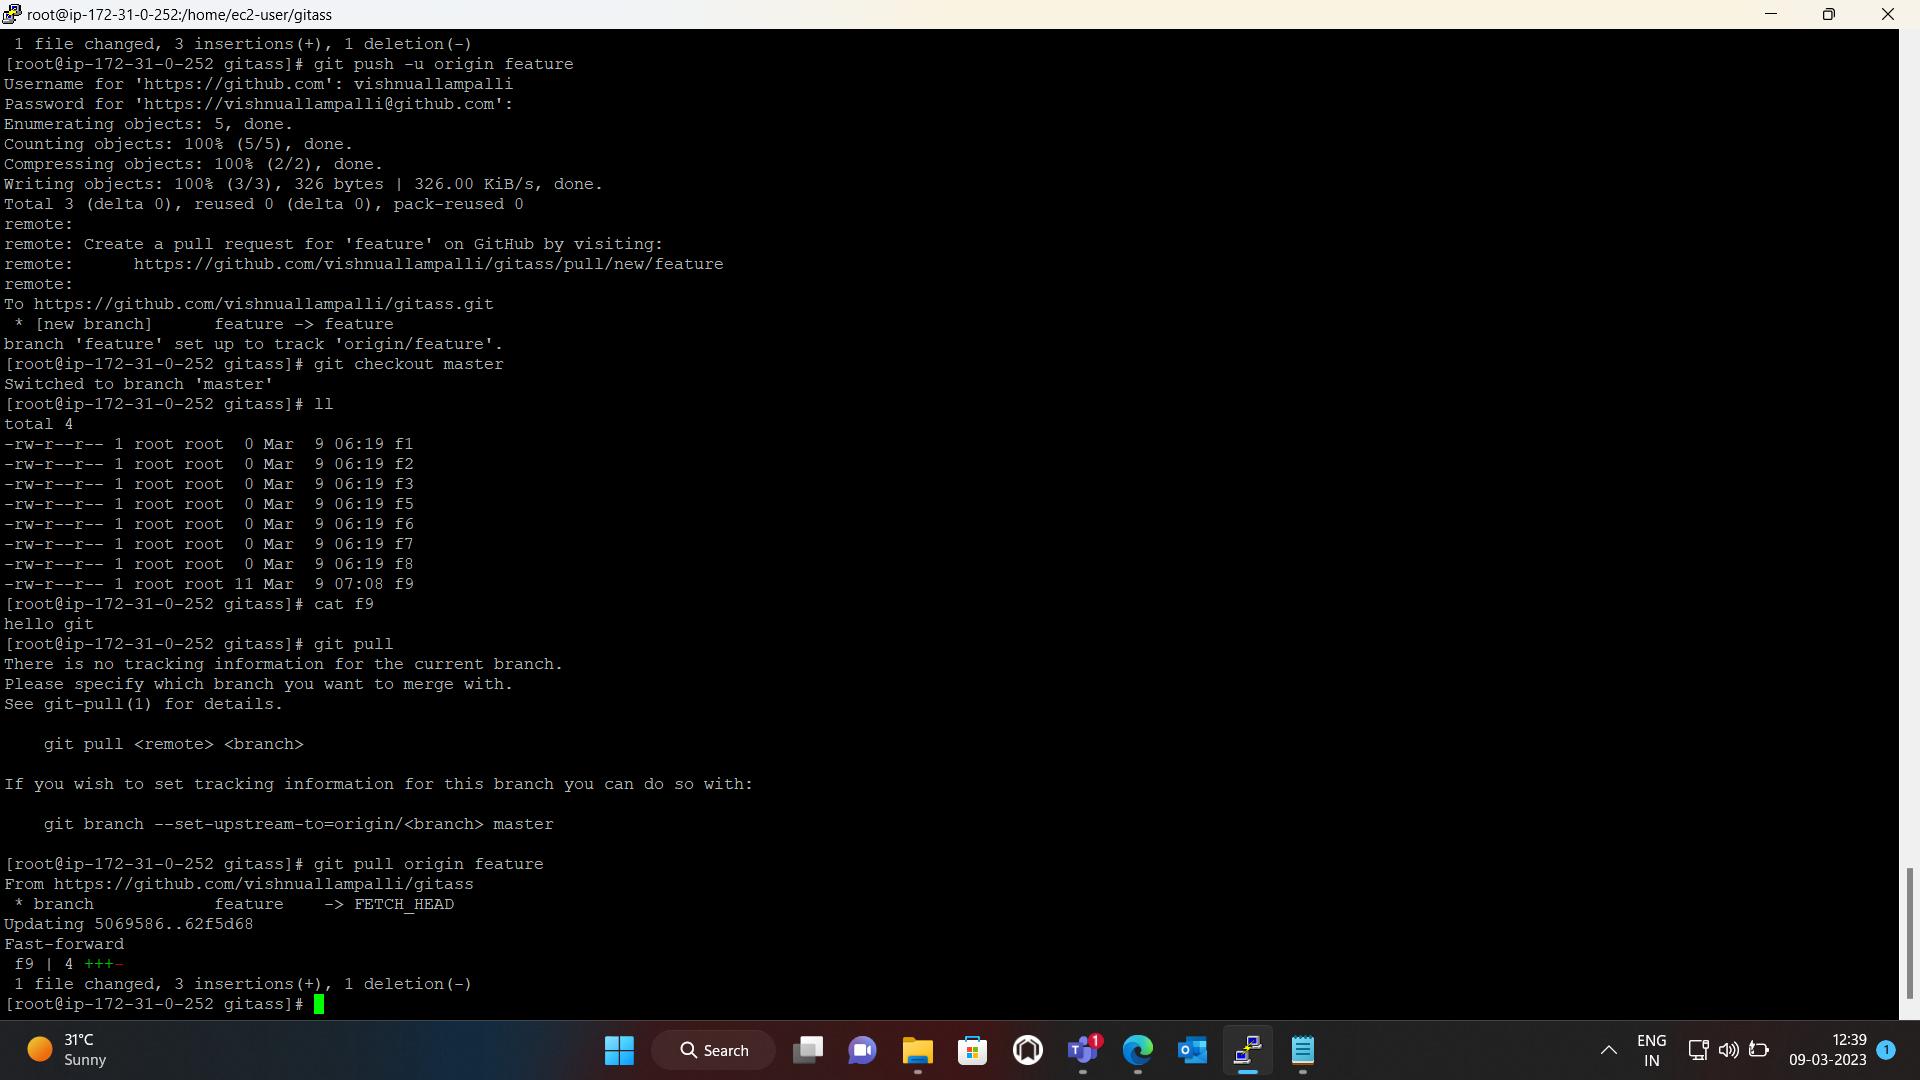 root@ip-172-31-0-252:/home/ec2-user/gitass
 1 file changed, 3 insertions(+), 1 deletion(-)
[root@ip-172-31-0-252 gitass]# git push -u origin feature
Username for 'https://github.com': vishnuallampalli
Password for 'https://vishnuallampalli@github.com':
Enumerating objects: 5, done.
Counting objects: 100% (5/5), done.
Compressing objects: 100% (2/2), done.
Writing objects: 100% (3/3), 326 bytes | 326.00 KiB/s, done.
Total 3 (delta 0), reused 0 (delta 0), pack-reused 0
remote:
remote: Create a pull request for 'feature' on GitHub by visiting:
remote:      https://github.com/vishnuallampalli/gitass/pull/new/feature
remote:
To https://github.com/vishnuallampalli/gitass.git
 * [new branch]      feature -> feature
branch 'feature' set up to track 'origin/feature'.
[root@ip-172-31-0-252 gitass]# git checkout master
Switched to branch 'master'
[root@ip-172-31-0-252 gitass]# ll
total 4
-rw-r--r-- 1 root root  0 Mar  9 06:19 f1
-rw-r--r-- 1 root root  0 Mar  9 06:19 f2
-rw-r--r-- 1 root root  0 Mar  9 06:19 f3
-rw-r--r-- 1 root root  0 Mar  9 06:19 f5
-rw-r--r-- 1 root root  0 Mar  9 06:19 f6
-rw-r--r-- 1 root root  0 Mar  9 06:19 f7
-rw-r--r-- 1 root root  0 Mar  9 06:19 f8
-rw-r--r-- 1 root root 11 Mar  9 07:08 f9
[root@ip-172-31-0-252 gitass]# cat f9
hello git
[root@ip-172-31-0-252 gitass]# git pull
There is no tracking information for the current branch.
Please specify which branch you want to merge with.
See git-pull(1) for details.

    git pull <remote> <branch>

If you wish to set tracking information for this branch you can do so with:

    git branch --set-upstream-to=origin/<branch> master

[root@ip-172-31-0-252 gitass]# git pull origin feature
From https://github.com/vishnuallampalli/gitass
 * branch            feature    -> FETCH_HEAD
Updating 5069586..62f5d68
Fast-forward
 f9 | 4 +++-
 1 file changed, 3 insertions(+), 1 deletion(-)
[root@ip-172-31-0-252 gitass]#
31°C
Sunny
Search
1
ENG
IN
12:39
09-03-2023
1